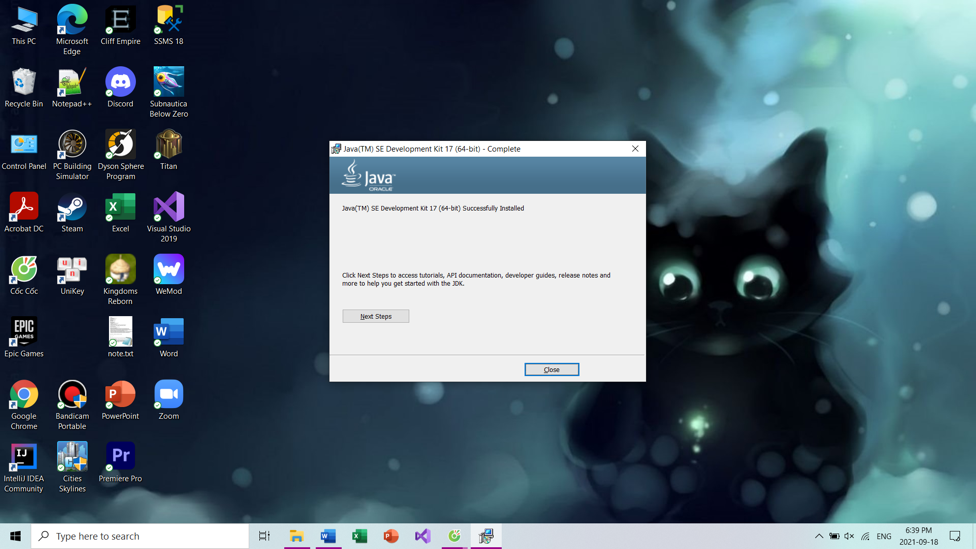 This PC
Microsoft
Edge
Cliff Empire
SSMS 18
Recycle Bin
Notepad++
Discord
Subnautica
Below Zero
Control Panel
PC Building
Simulator
Dyson Sphere
Program
Titan
Acrobat DC
Steam
Excel
Visual Studio
2019
Cốc Cốc
UniKey
Kingdoms
Reborn
WeMod
EPIC
GAMES
Epic Games
note.txt
Word
Google
Chrome
Bandicam
Portable
PowerPoint
Zoom
IntelliJ IDEA
Community
Cities
Skylines
Premiere Pro
Java(TM) SE Development Kit 17 (64-bit) - Complete
Java™
ORACLE
Java(TM) SE Development Kit 17 (64-bit) Successfully Installed
Click Next Steps to access tutorials, API documentation, developer guides, release notes and
more to help you get started with the JDK.
Next Steps
Close
Type here to search
ENG
6:39 PM
2021-09-18